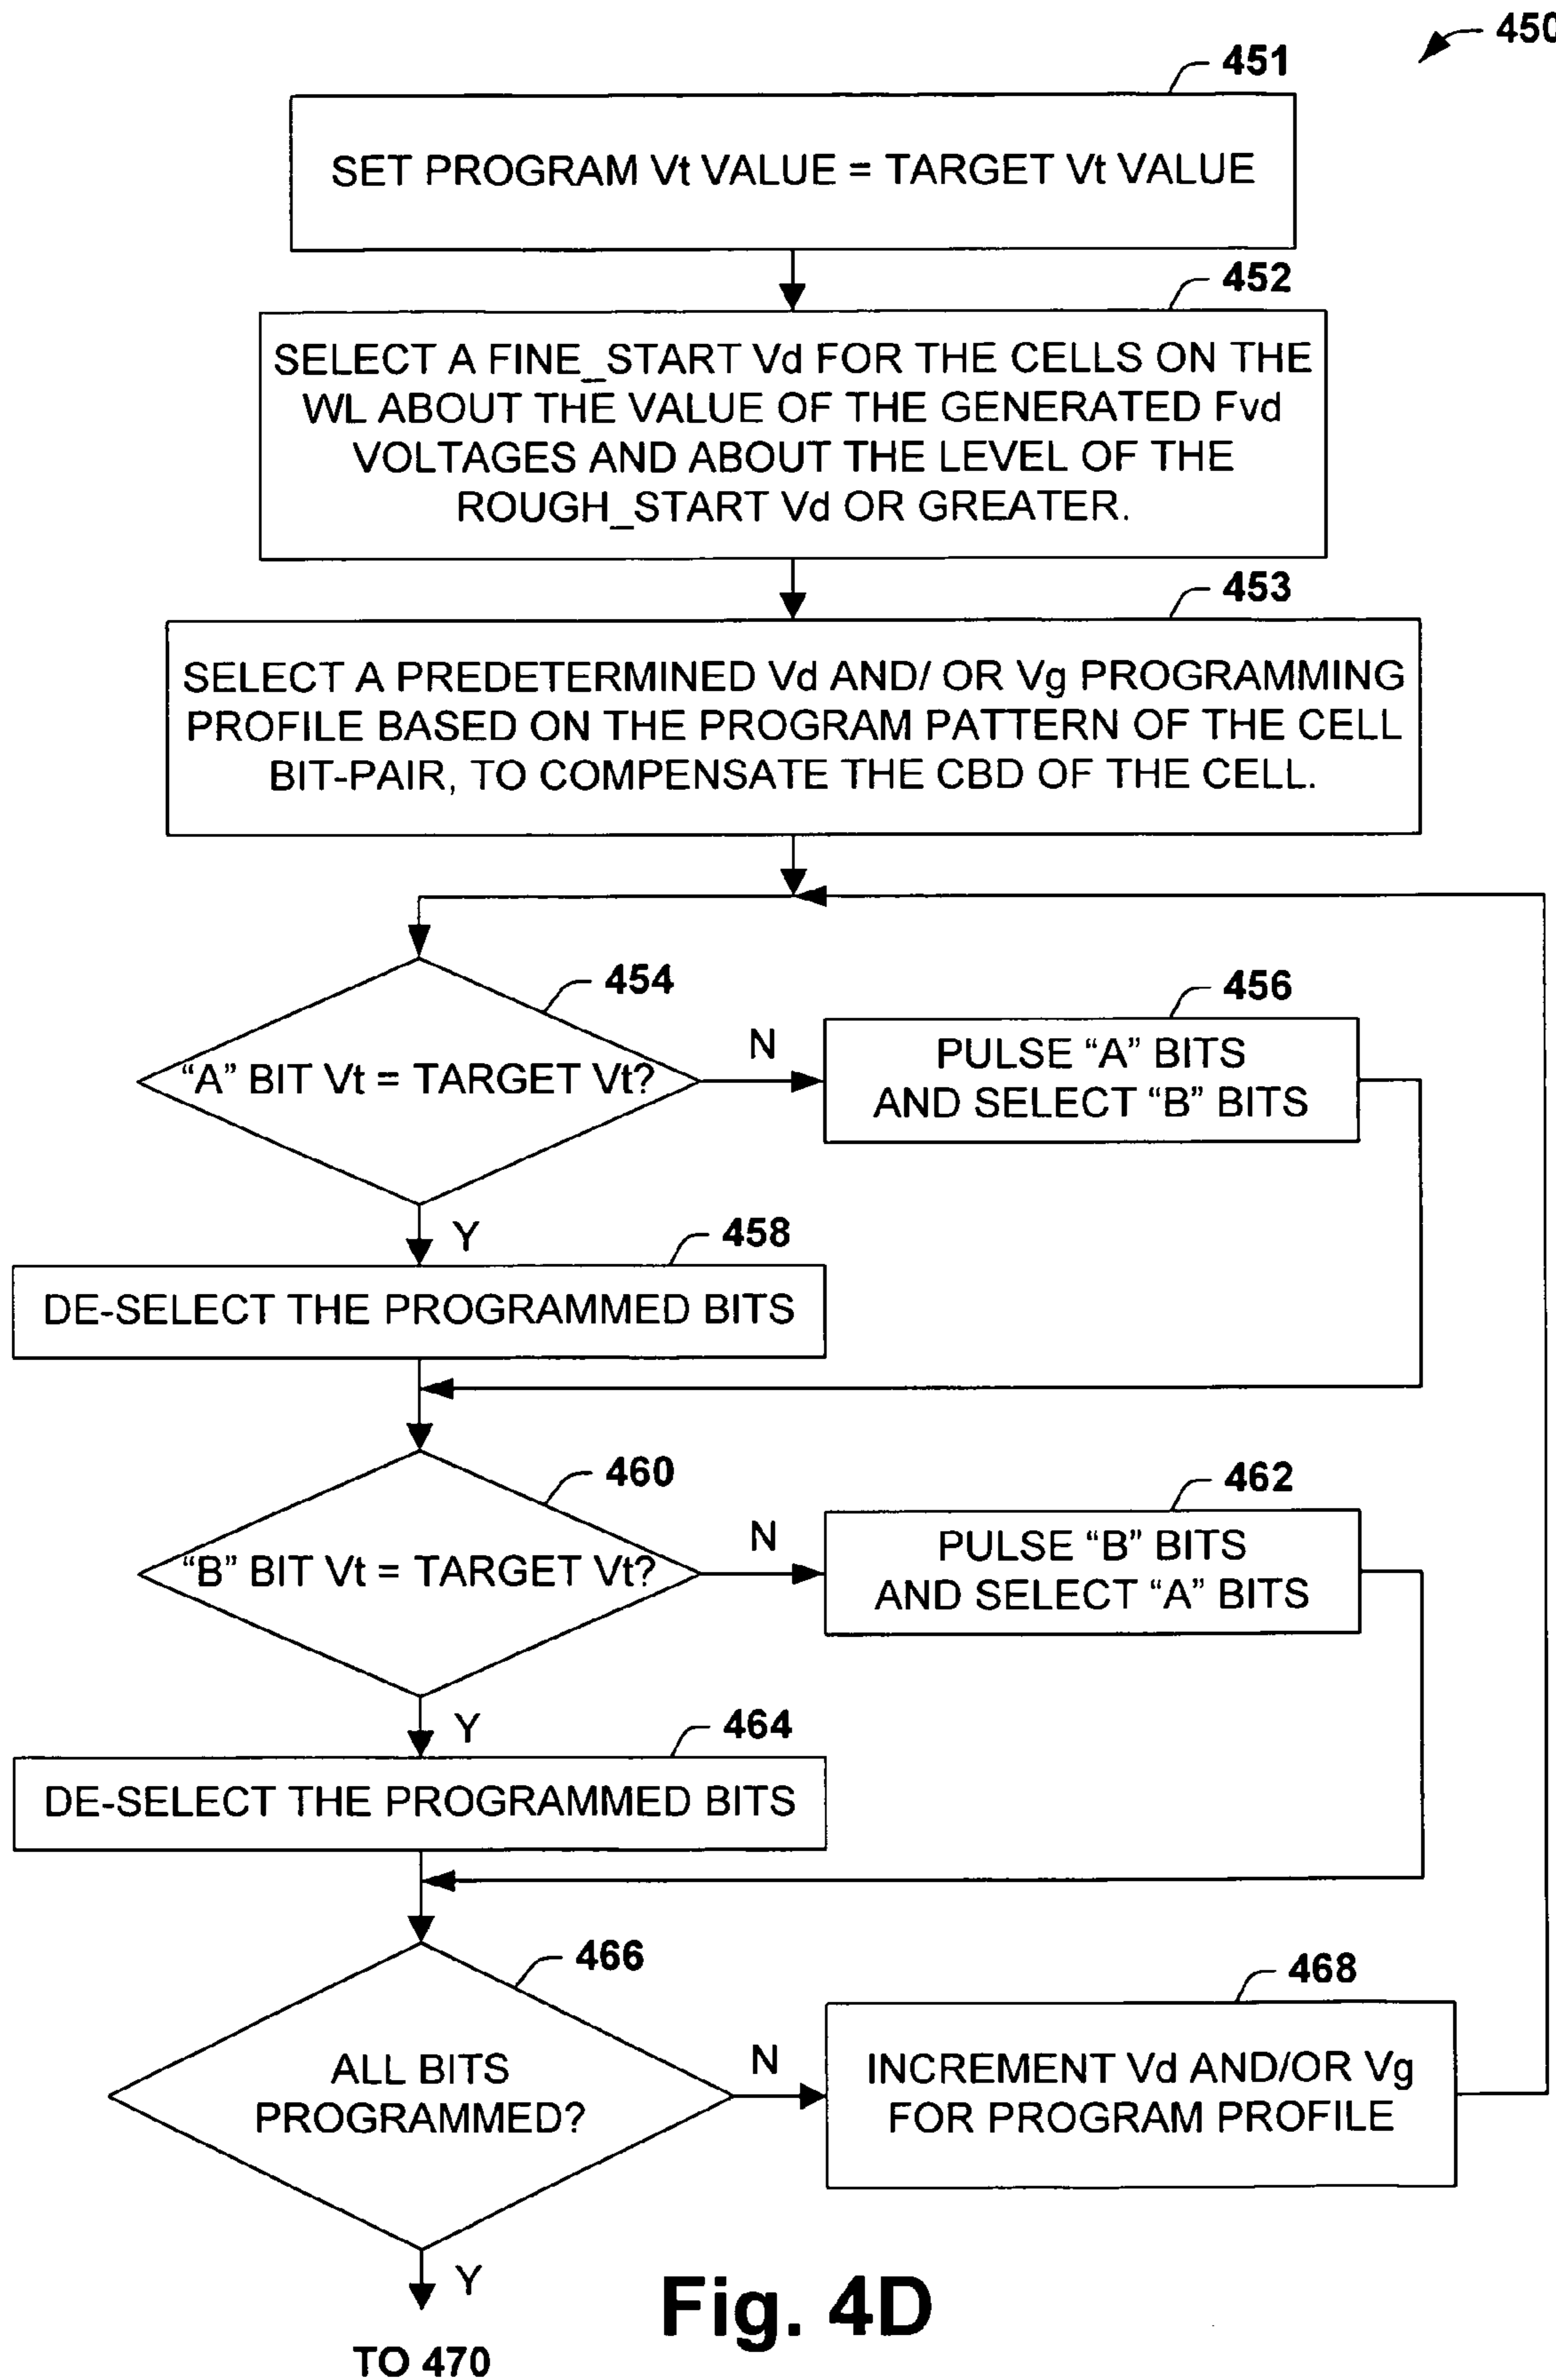 450
451
SET PROGRAM Vt VALUE = TARGET Vt VALUE
452
SELECT A FINE_START Vd FOR THE CELLS ON THE
WL ABOUT THE VALUE OF THE GENERATED Fvd
VOLTAGES AND ABOUT THE LEVEL OF THE
ROUGH_START Vd OR GREATER.
453
SELECT A PREDETERMINED Vd AND/ OR Vg PROGRAMMING
PROFILE BASED ON THE PROGRAM PATTERN OF THE CELL
BIT-PAIR, TO COMPENSATE THE CBD OF THE CELL.
454
“A” BIT Vt = TARGET Vt?
N
456
PULSE “A” BITS
AND SELECT “B” BITS
Y
458
DE-SELECT THE PROGRAMMED BITS
460
“B” BIT Vt = TARGET Vt?
N
462
PULSE “B” BITS
AND SELECT “A” BITS
Y
464
DE-SELECT THE PROGRAMMED BITS
466
ALL BITS
PROGRAMMED?
N
468
INCREMENT Vd AND/OR Vg
FOR PROGRAM PROFILE
Y
TO 470
Fig. 4D